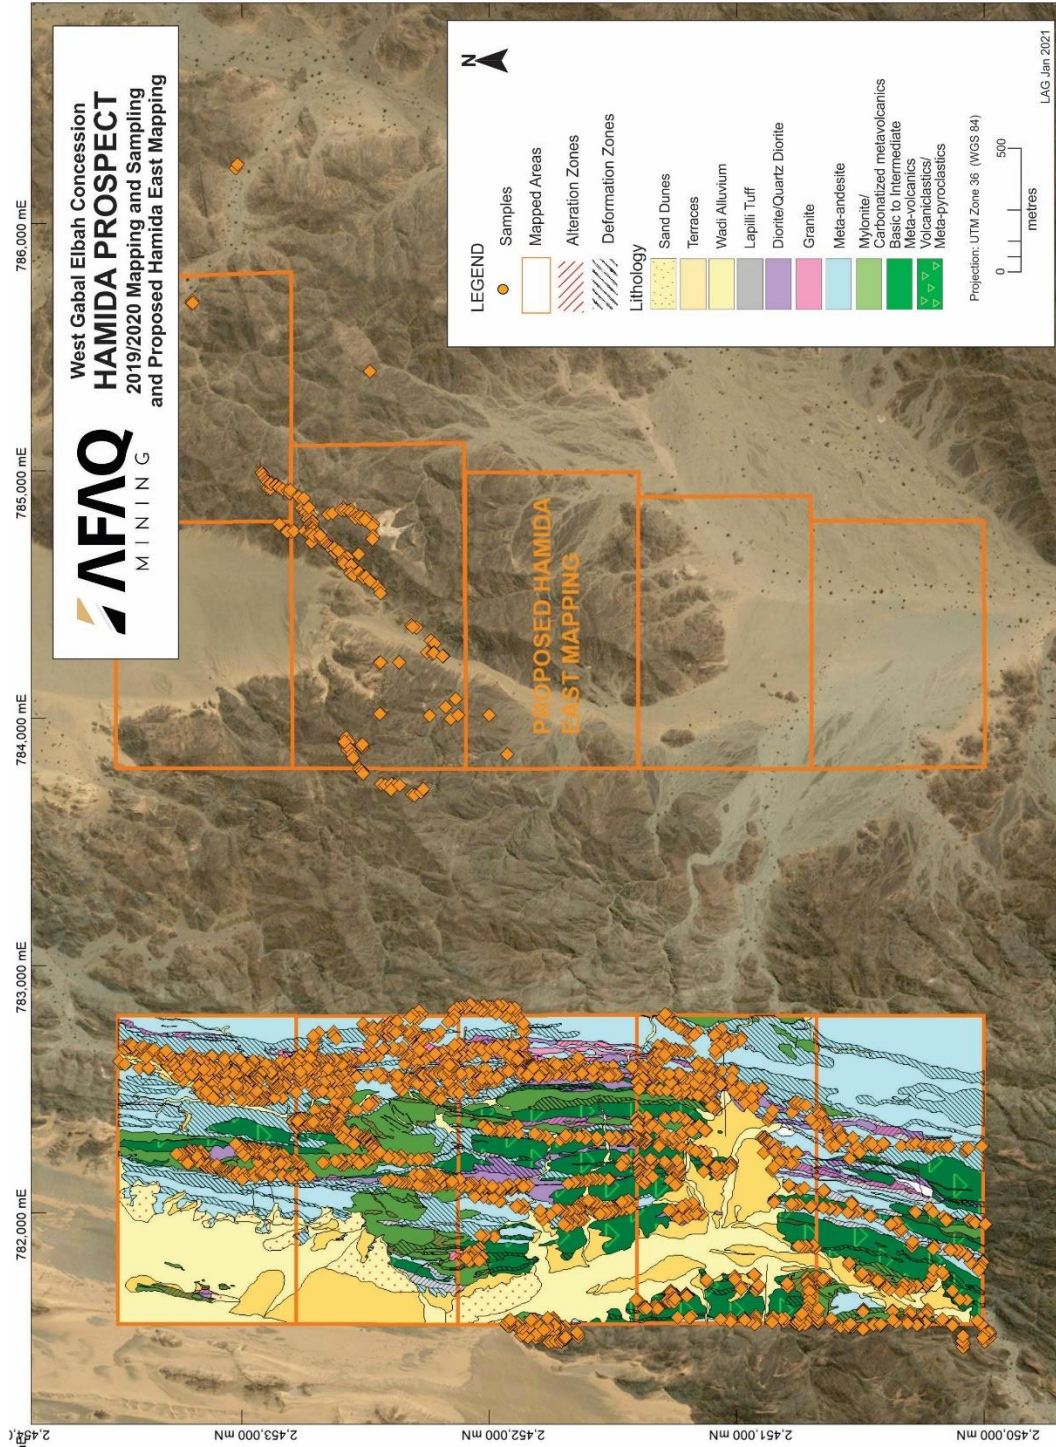 AFAQ
MINING
West Gabal Elbah Concession
HAMIDA PROSPECT
2019/2020 Mapping and Sampling
and Proposed Hamida East Mapping
782,000 mE
783,000 mE
784,000 mE
785,000 mE
786,000 mE
2,453,000 mN
2,452,000 mN
2,451,000 mN
2,450,000 mN
PROPOSED HAMIDA
EAST MAPPING
LEGEND
N
Samples
Mapped Areas
Alteration Zones
Deformation Zones
Lithology
Sand Dunes
Terraces
Wadi Alluvium
Lapilli Tuff
Diorite/Quartz Diorite
Granite
Meta-andesite
Mylonite/
Carbonatized metavolcanics
Basic to Intermediate
Meta-volcanics
Volcaniclastics/
Meta-pyroclastics
Projection: UTM Zone 36 (WGS 84)
0 500
metres
LAG Jan 2021